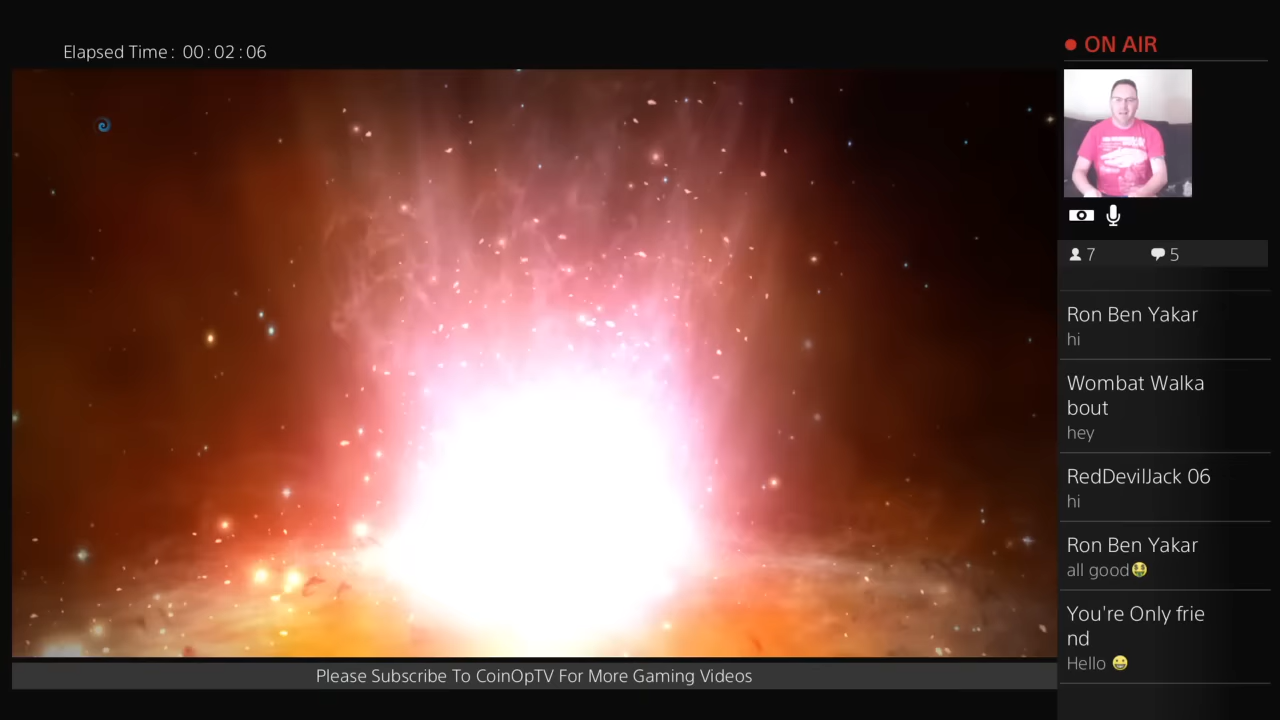 Elapsed Time: 00:02:06
ON AIR
7 5
Ron Ben Yakar
hi
Wombat Walka
bout
hey
RedDevilJack 06
hi
Ron Ben Yakar
all good🤑
You're Only frie
nd
Hello 😀
Please Subscribe To CoinOpTV For More Gaming Videos